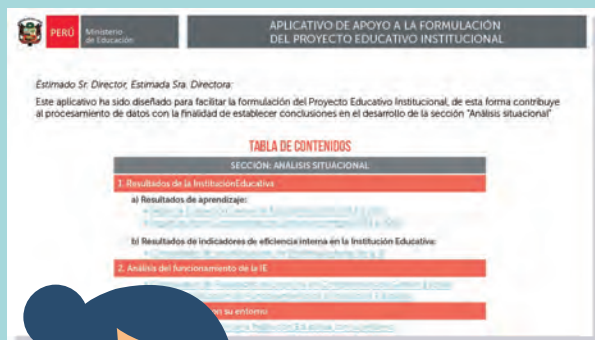 PERÚ
Ministerio
de Educación
APLICATIVO DE APOYO A LA FORMULACIÓN
DEL PROYECTO EDUCATIVO INSTITUCIONAL
Estimado Sr. Director, Estimada Sra. Directora:
Este aplicativo ha sido diseñado para facilitar la formulación del Proyecto Educativo Institucional, de esta forma contribuye
al procesamiento de datos con la finalidad de establecer conclusiones en el desarrollo de la sección "Análisis situacional"
TABLA DE CONTENIDOS
SECCIÓN: ANÁLISIS SITUACIONAL
1. Resultados de la InstituciónEducativa
a) Resultados de aprendizaje:
b) Resultados de indicadores de eficiencia interna en la Institución Educativa:
2. Análisis del funcionamiento de la IE
con su entorno